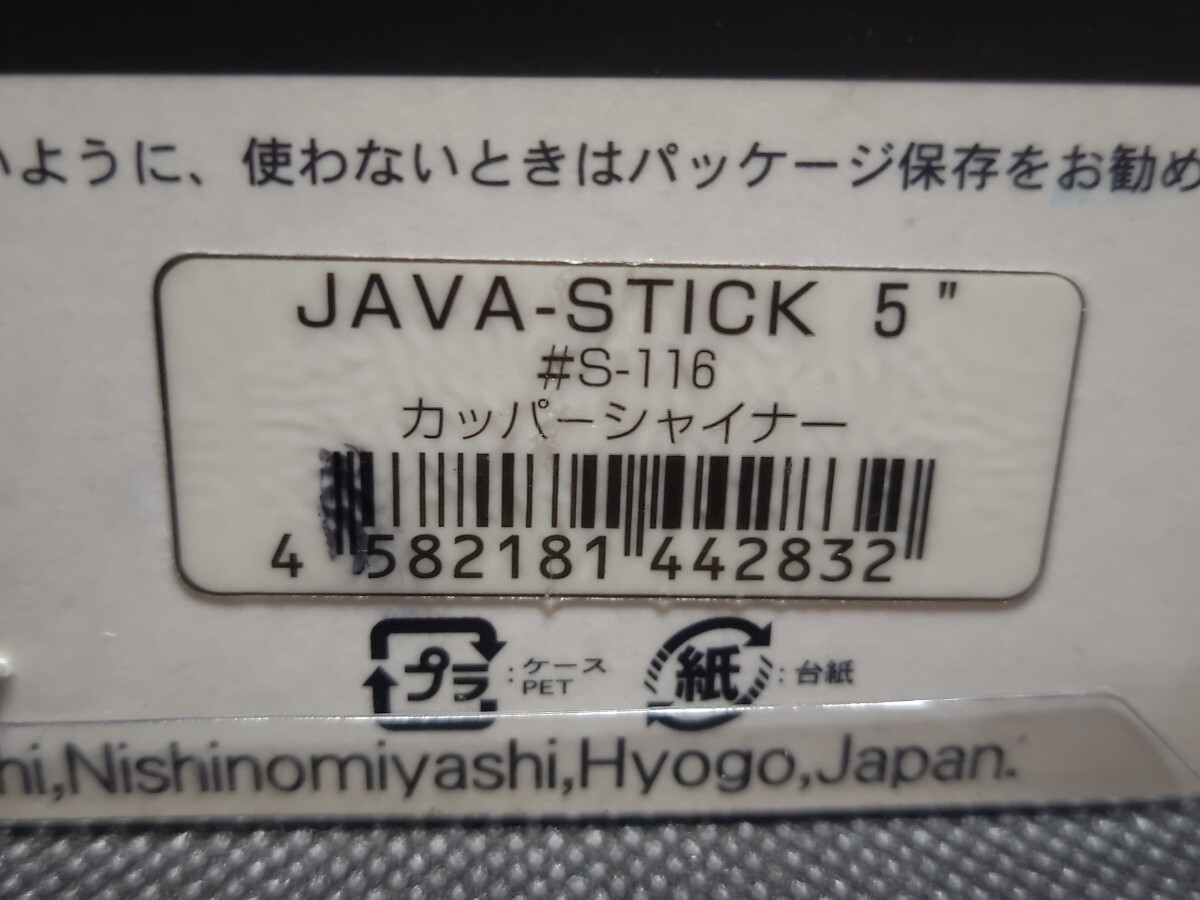 いように、使わないときはパッケージ保存をお勧め
JAVA-STICK 5"
#S-116
カッパーシャイナー
4 582181 442832
プラ :ケース PET
紙 :台紙
hi,Nishinomiyashi,Hyogo,Japan.